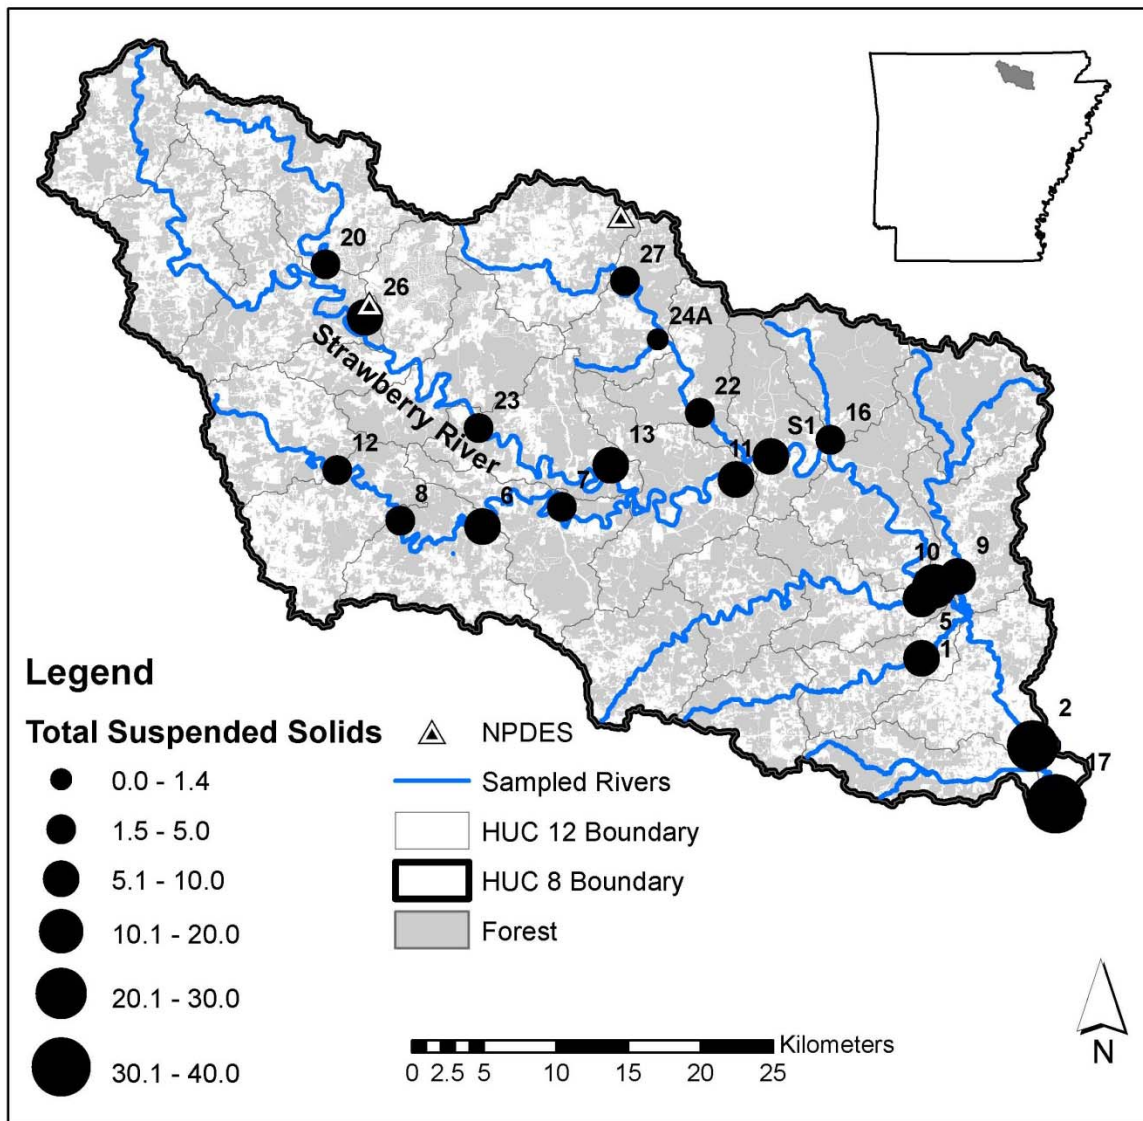 20
27
26
24A
Strawberry River
23
22
13
S1
16
12
11
7
8
6
10
9
5
1
2
17
Legend
Total Suspended Solids
0.0 - 1.4
1.5 - 5.0
5.1 - 10.0
10.1 - 20.0
20.1 - 30.0
30.1 - 40.0
NPDES
Sampled Rivers
HUC 12 Boundary
HUC 8 Boundary
Forest
Kilometers
0 2.5 5 10 15 20 25
N